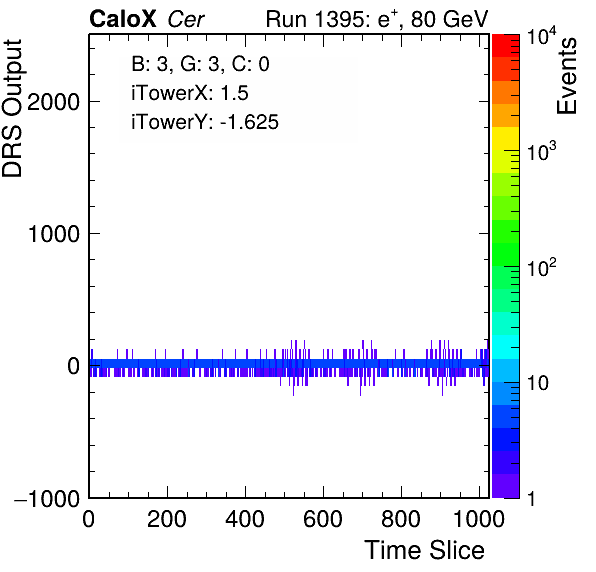 CaloX Cer Run 1395: e⁺, 80 GeV
B: 3, G: 3, C: 0
iTowerX: 1.5
iTowerY: -1.625
DRS Output
2000
1000
0
−1000
0 200 400 600 800 1000
Time Slice
Events
10⁴
10³
10²
10
1